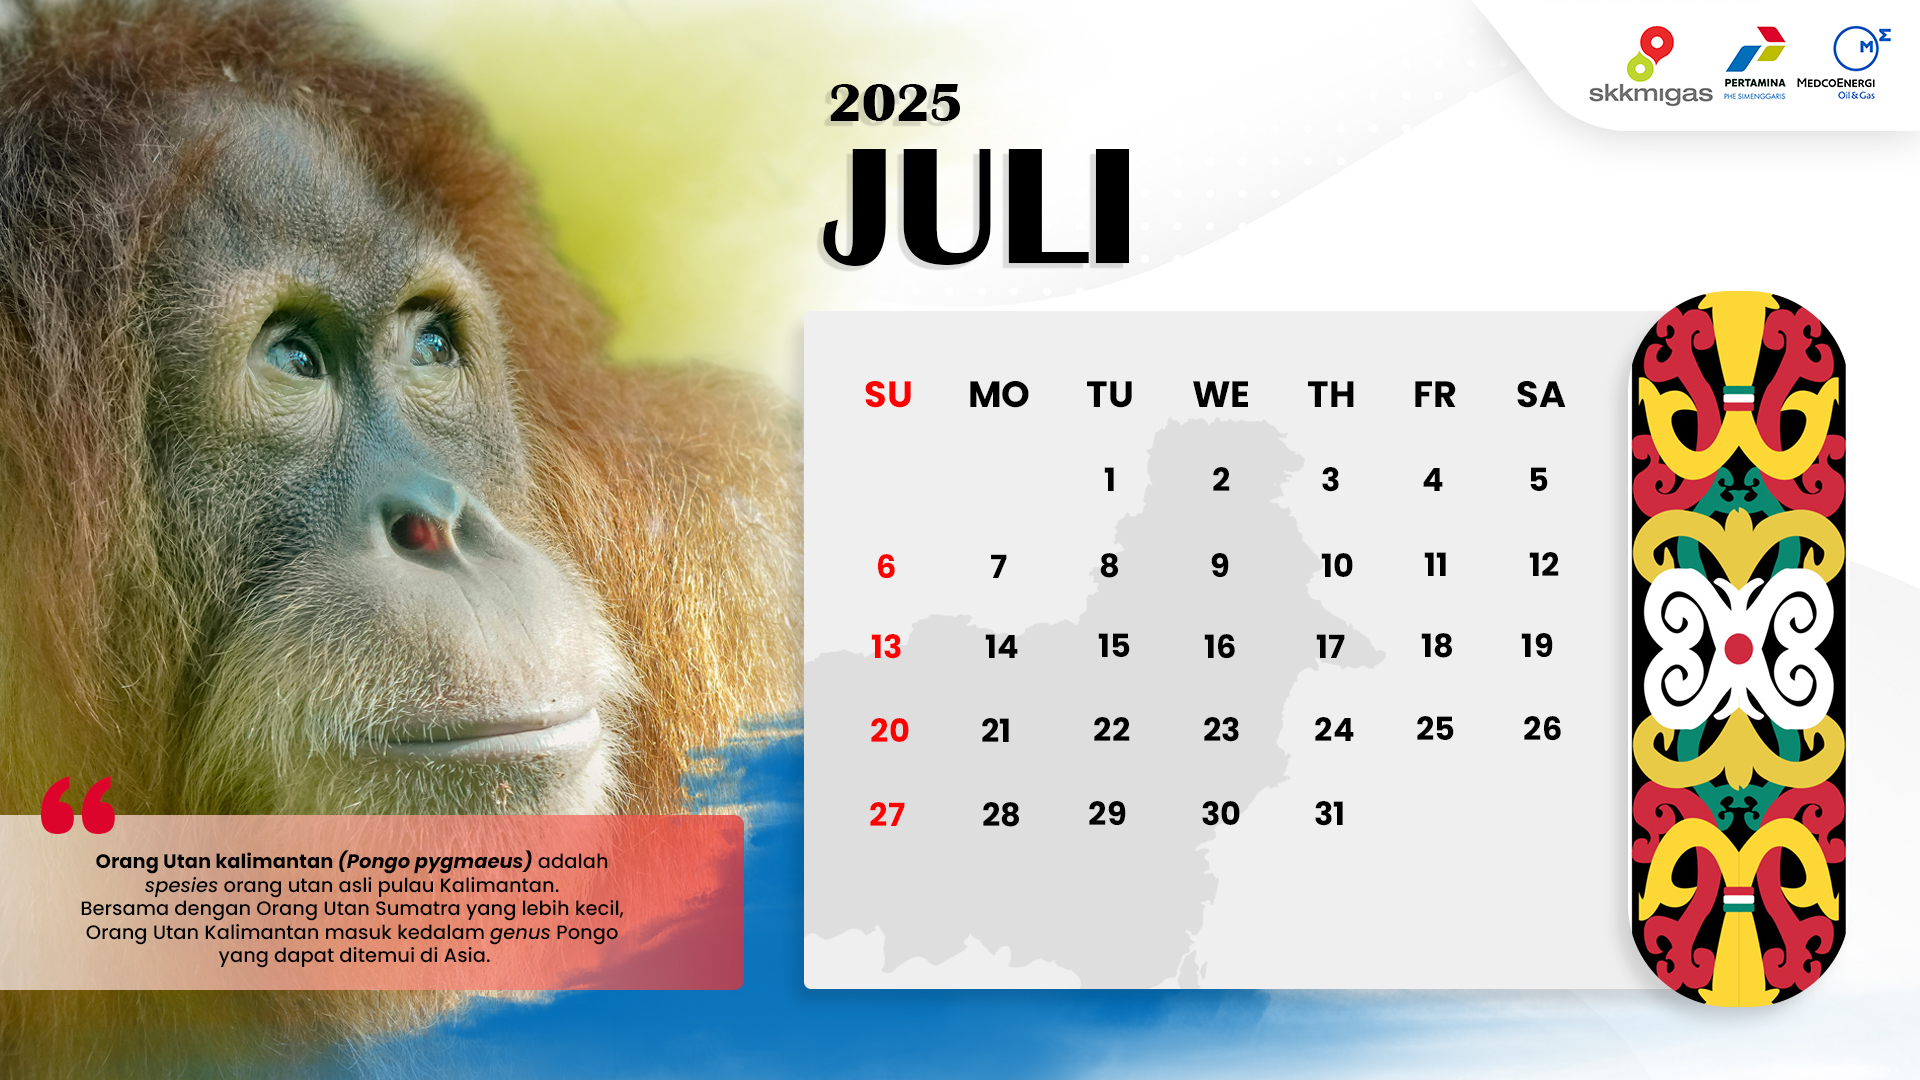 skkmigas
PERTAMINA
PHE SIMENGGARIS
MEDCOENERGI
Oil & Gas
2025
JULI
SU MO TU WE TH FR SA
1 2 3 4 5
6 7 8 9 10 11 12
13 14 15 16 17 18 19
20 21 22 23 24 25 26
27 28 29 30 31
Orang Utan kalimantan (Pongo pygmaeus) adalah
spesies orang utan asli pulau Kalimantan.
Bersama dengan Orang Utan Sumatra yang lebih kecil,
Orang Utan Kalimantan masuk kedalam genus Pongo
yang dapat ditemui di Asia.